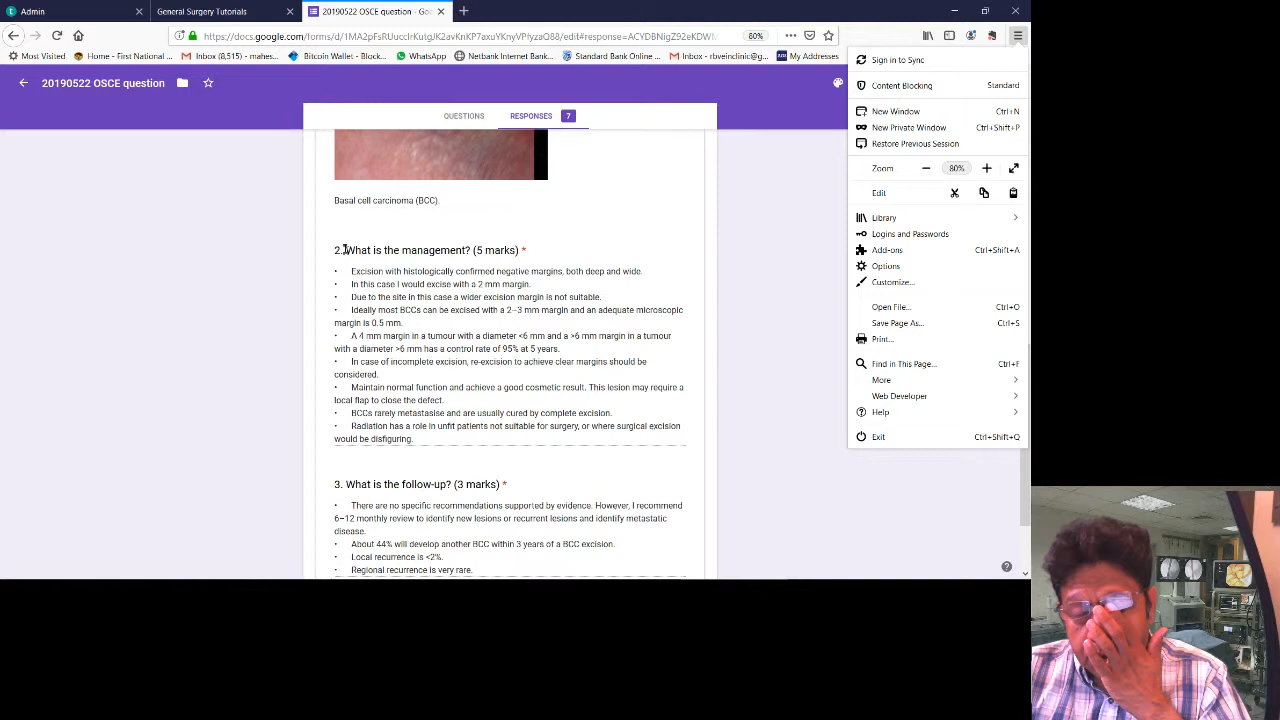 Admin
General Surgery Tutorials
20190522 OSCE question - Goo
80%
Most Visited
Home - First National ...
Inbox (8,515) - mahes...
Bitcoin Wallet - Block...
WhatsApp
Netbank Internet Ban...
Standard Bank Online ...
Inbox - rbveinclinic@g...
My Addresses
20190522 OSCE question
QUESTIONS
RESPONSES 7
Basal cell carcinoma (BCC).
2. What is the management? (5 marks) *
• Excision with histologically confirmed negative margins, both deep and wide.
• In this case I would excise with a 2 mm margin.
• Due to the site in this case a wider excision margin is not suitable.
• Ideally most BCCs can be excised with a 2–3 mm margin and an adequate microscopic
margin is 0.5 mm.
• A 4 mm margin in a tumour with a diameter <6 mm and a >6 mm margin in a tumour
with a diameter >6 mm has a control rate of 95% at 5 years.
• In case of incomplete excision, re-excision to achieve clear margins should be
considered.
• Maintain normal function and achieve a good cosmetic result. This lesion may require a
local flap to close the defect.
• BCCs rarely metastasise and are usually cured by complete excision.
• Radiation has a role in unfit patients not suitable for surgery, or where surgical excision
would be disfiguring.
3. What is the follow-up? (3 marks) *
• There are no specific recommendations supported by evidence. However, I recommend
6–12 monthly review to identify new lesions or recurrent lesions and identify metastatic
disease.
• About 44% will develop another BCC within 3 years of a BCC excision.
• Local recurrence is <2%.
• Regional recurrence is very rare.
Sign in to Sync
Content Blocking Standard
New Window Ctrl+N
New Private Window Ctrl+Shift+P
Restore Previous Session
Zoom 80%
Edit
Library
Logins and Passwords
Add-ons Ctrl+Shift+A
Options
Customize...
Open File... Ctrl+O
Save Page As... Ctrl+S
Print...
Find in This Page... Ctrl+F
More
Web Developer
Help
Exit Ctrl+Shift+Q